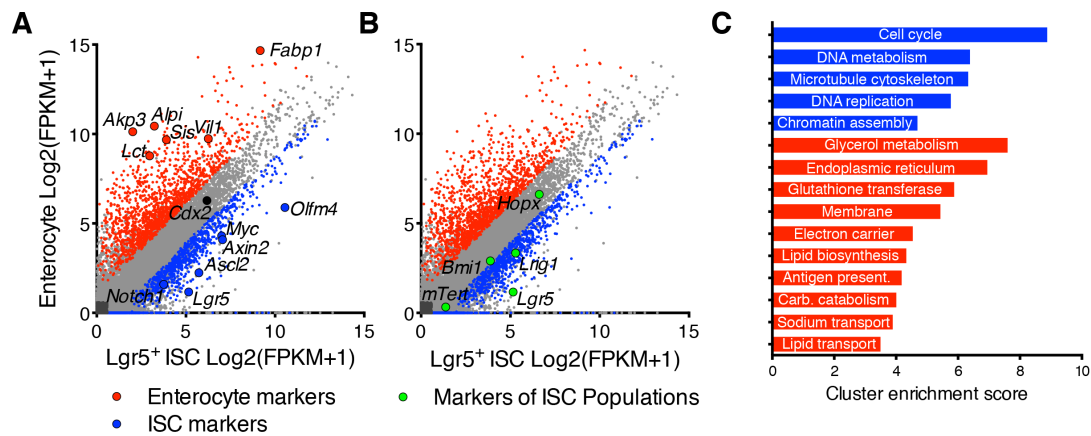 A
Enterocyte Log2(FPKM+1)
15
10
5
0
0
5
10
15
Lgr5+ ISC Log2(FPKM+1)
Fabp1
Akp3
Alpi
Sis
Vil1
Lct
Cdx2
Olfm4
Myc
Axin2
Ascl2
Notch1
Lgr5
Enterocyte markers
ISC markers
B
15
10
5
0
0
5
10
15
Lgr5+ ISC Log2(FPKM+1)
Hopx
Bmi1
Lrig1
mTert
Lgr5
Markers of ISC Populations
C
Cell cycle
DNA metabolism
Microtubule cytoskeleton
DNA replication
Chromatin assembly
Glycerol metabolism
Endoplasmic reticulum
Glutathione transferase
Membrane
Electron carrier
Lipid biosynthesis
Antigen present.
Carb. catabolism
Sodium transport
Lipid transport
0
2
4
6
8
10
Cluster enrichment score